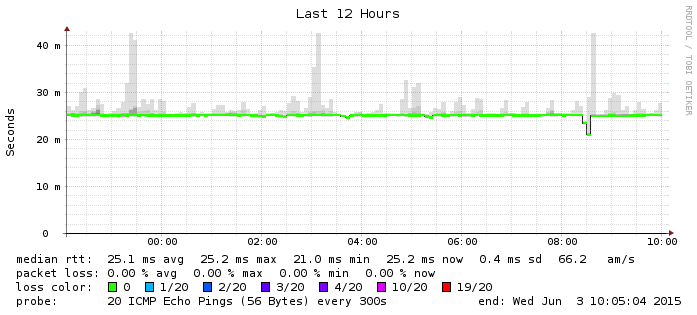 Last 12 Hours
RRDTOOL / TOBI OETIKER
Seconds
40 m
30 m
20 m
10 m
0
00:00 02:00 04:00 06:00 08:00 10:00
median rtt: 25.1 ms avg 25.2 ms max 21.0 ms min 25.2 ms now 0.4 ms sd 66.2 am/s
packet loss: 0.00 % avg 0.00 % max 0.00 % min 0.00 % now
loss color: 0 1/20 2/20 3/20 4/20 10/20 19/20
probe: 20 ICMP Echo Pings (56 Bytes) every 300s end: Wed Jun 3 10:05:04 2015